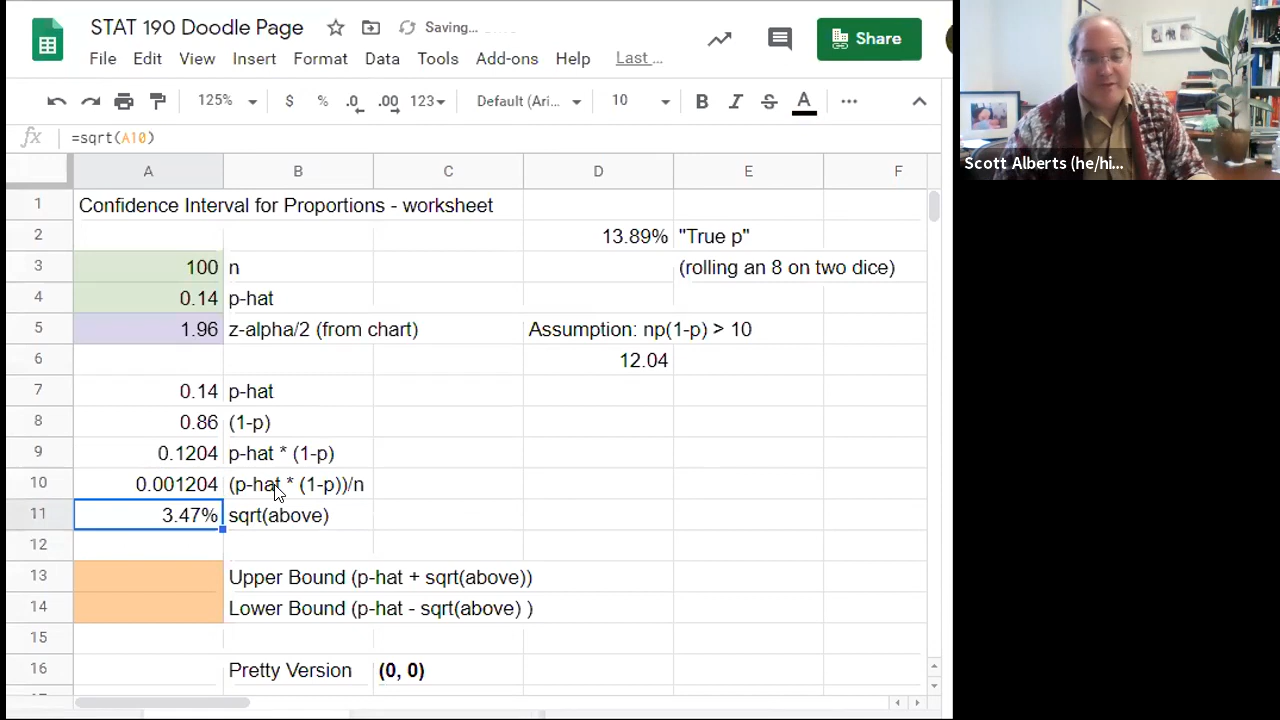 STAT 190 Doodle Page Saving...
File Edit View Insert Format Data Tools Add-ons Help Last ...
Share
125% $ % .0 .00 123 Default (Ari... 10 B I S A
fx =sqrt(A10)
A B C D E F
1 Confidence Interval for Proportions - worksheet
2 13.89% "True p"
3 100 n (rolling an 8 on two dice)
4 0.14 p-hat
5 1.96 z-alpha/2 (from chart) Assumption: np(1-p) > 10
6 12.04
7 0.14 p-hat
8 0.86 (1-p)
9 0.1204 p-hat * (1-p)
10 0.001204 (p-hat * (1-p))/n
11 3.47% sqrt(above)
12
13 Upper Bound (p-hat + sqrt(above))
14 Lower Bound (p-hat - sqrt(above) )
15
16 Pretty Version (0, 0)
Scott Alberts (he/hi...